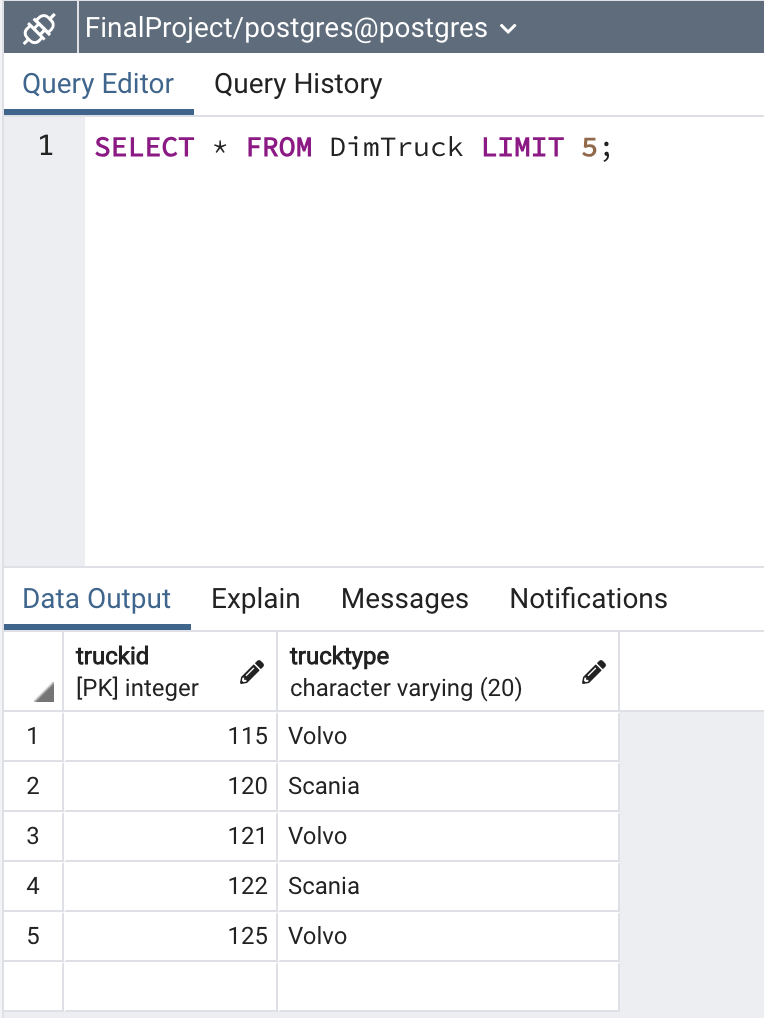 FinalProject/postgres@postgres
Query Editor Query History
1 SELECT * FROM DimTruck LIMIT 5;
Data Output Explain Messages Notifications
truckid trucktype
[PK] integer character varying (20)
1 115 Volvo
2 120 Scania
3 121 Volvo
4 122 Scania
5 125 Volvo